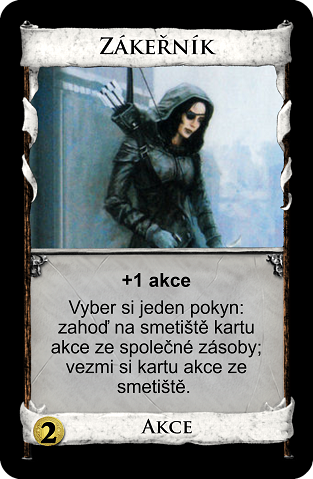 Zákeřník
+1 akce
Vyber si jeden pokyn:
zahoď na smetiště kartu
akce ze společné zásoby;
vezmi si kartu akce ze
smetiště.
2
Akce